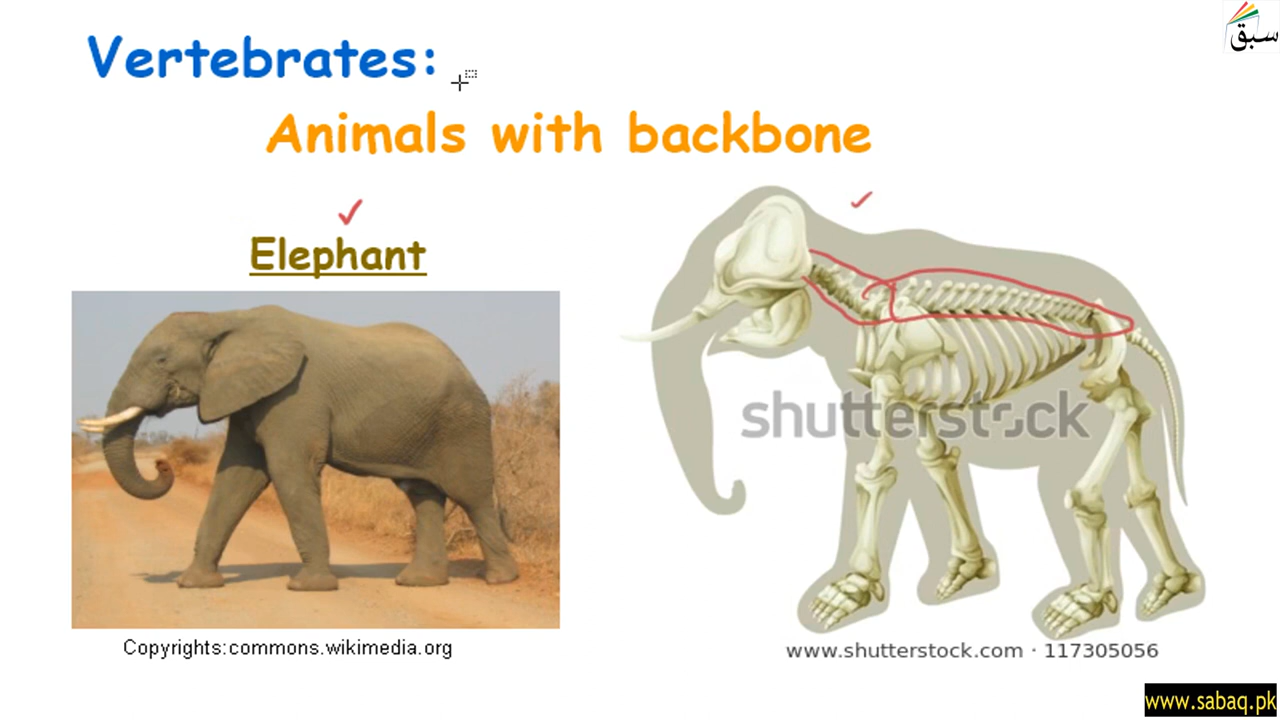 سبق
Vertebrates:
Animals with backbone
Elephant
shutterstock
Copyrights:commons.wikimedia.org
www.shutterstock.com · 117305056
www.sabaq.pk